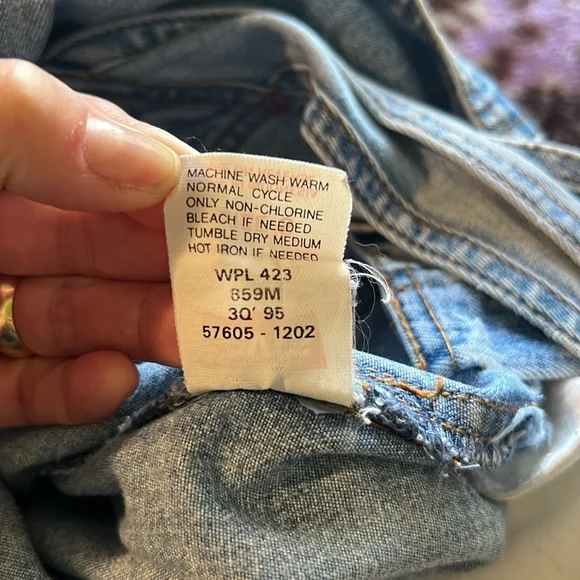 MACHINE WASH WARM
NORMAL CYCLE
ONLY NON-CHLORINE
BLEACH IF NEEDED
TUMBLE DRY MEDIUM
HOT IRON IF NEEDED
WPL 423
859M
3Q' 95
57605 - 1202